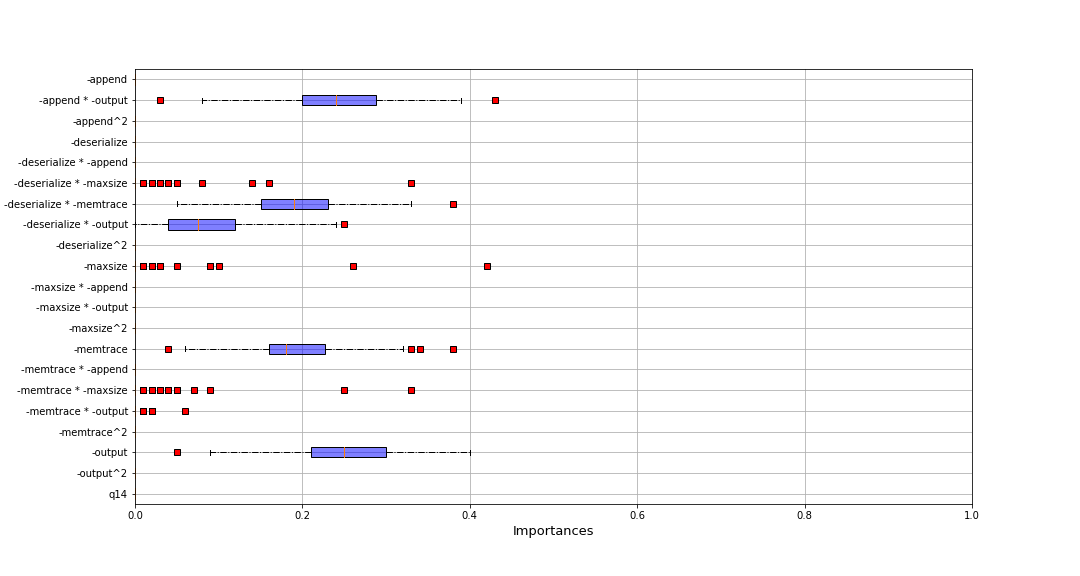 -append
-append * -output
-append^2
-deserialize
-deserialize * -append
-deserialize * -maxsize
-deserialize * -memtrace
-deserialize * -output
-deserialize^2
-maxsize
-maxsize * -append
-maxsize * -output
-maxsize^2
-memtrace
-memtrace * -append
-memtrace * -maxsize
-memtrace * -output
-memtrace^2
-output
-output^2
q14
0.0 0.2 0.4 0.6 0.8 1.0
Importances